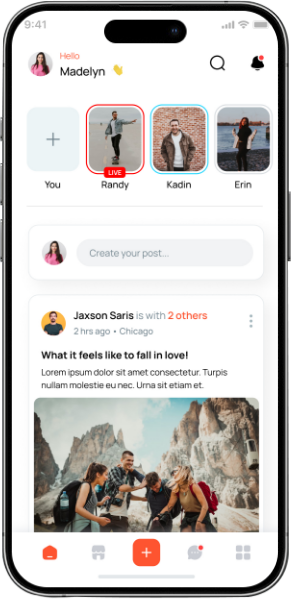 9:41
Hello
Madelyn 👋
LIVE
You Randy Kadin Erin
Create your post...
Jaxson Saris is with 2 others
2 hrs ago • Chicago
What it feels like to fall in love!
Lorem ipsum dolor sit amet consectetur. Turpis
nullam molestie eu nec. Urna sit etiam et.